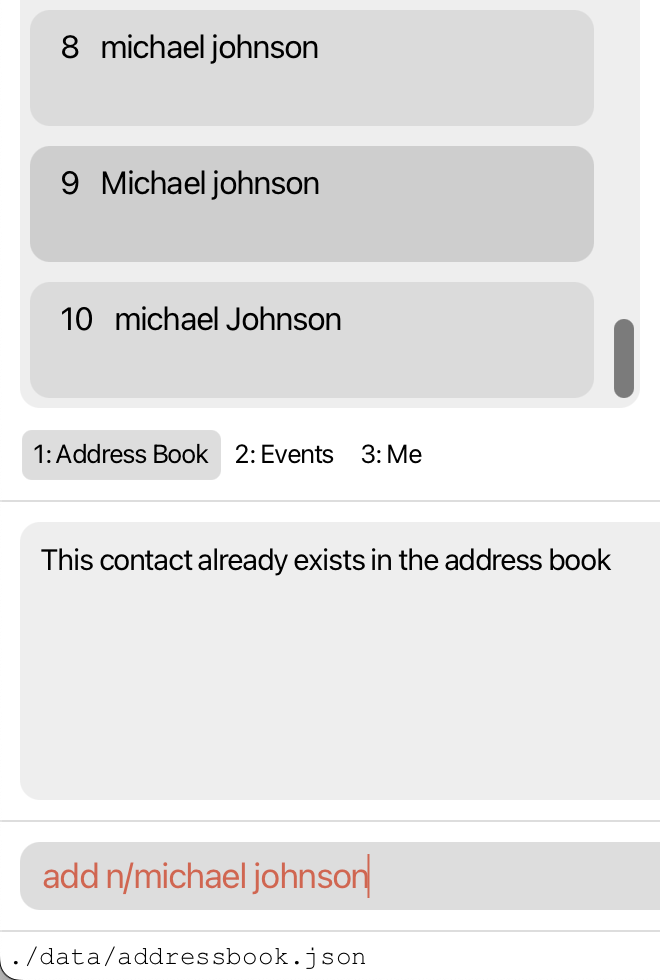 8 michael johnson
9 Michael johnson
10 michael Johnson
1: Address Book 2: Events 3: Me
This contact already exists in the address book
add n/michael johnson
./data/addressbook.json